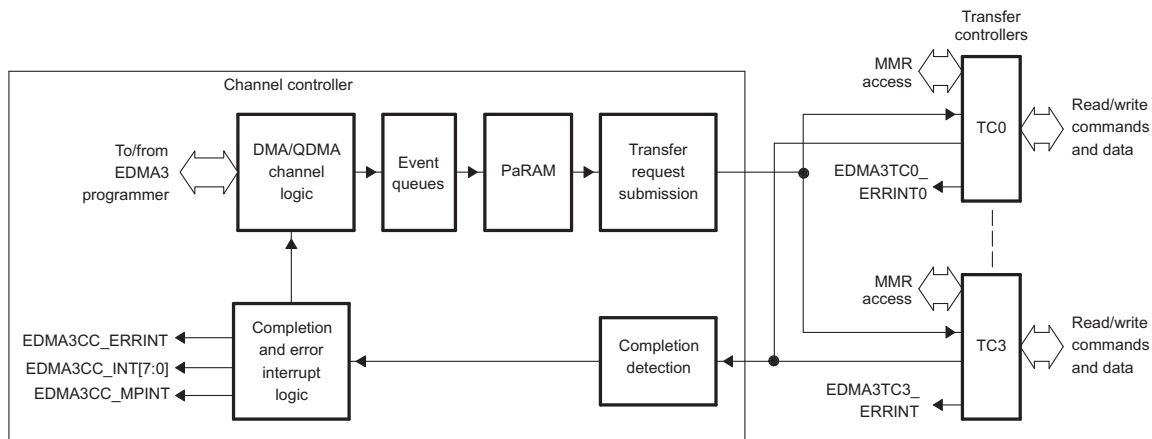 Transfer
controllers
MMR
access
TC0
Read/write
commands
and data
EDMA3TC0_
ERRINT0
Channel controller
To/from
EDMA3
programmer
DMA/QDMA
channel
logic
Event
queues
PaRAM
Transfer
request
submission
MMR
access
TC3
Read/write
commands
and data
EDMA3TC3_
ERRINT
EDMA3CC_ERRINT
EDMA3CC_INT[7:0]
EDMA3CC_MPINT
Completion
and error
interrupt
logic
Completion
detection